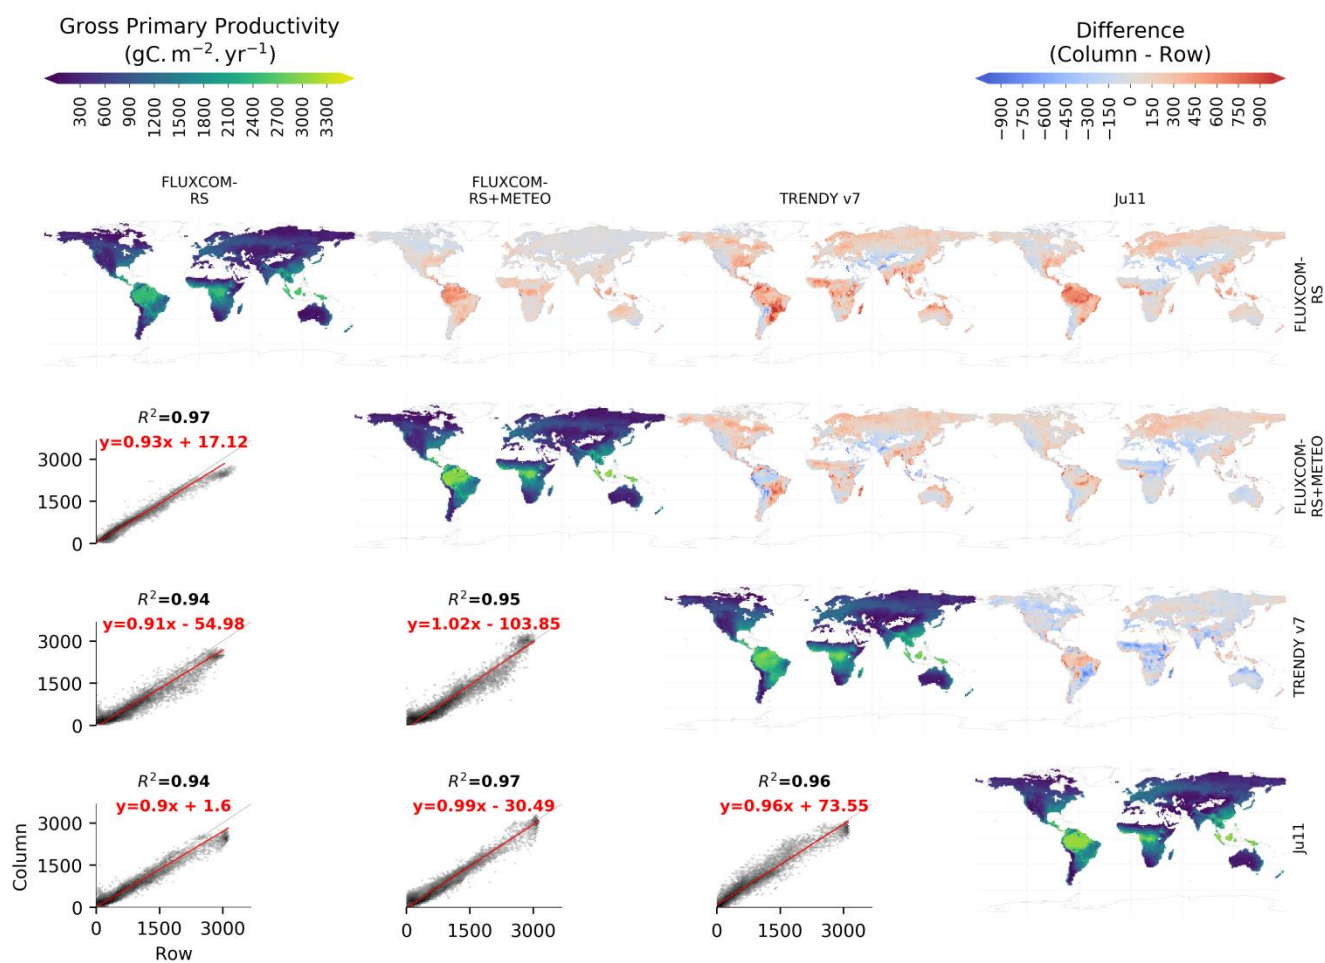 Gross Primary Productivity
(gC. m⁻². yr⁻¹)
300 600 900 1200 1500 1800 2100 2400 2700 3000 3300
Difference
(Column - Row)
−900 −750 −600 −450 −300 −150 0 150 300 450 600 750 900
FLUXCOM-
RS
FLUXCOM-
RS+METEO
TRENDY v7
Ju11
FLUXCOM-
RS
R²=0.97
y=0.93x + 17.12
3000
1500
0
FLUXCOM-
RS+METEO
R²=0.94
y=0.91x - 54.98
3000
1500
0
R²=0.95
y=1.02x - 103.85
TRENDY v7
R²=0.94
y=0.9x + 1.6
3000
1500
0
Column
0 1500 3000
Row
R²=0.97
y=0.99x - 30.49
0 1500 3000
R²=0.96
y=0.96x + 73.55
0 1500 3000
Ju11